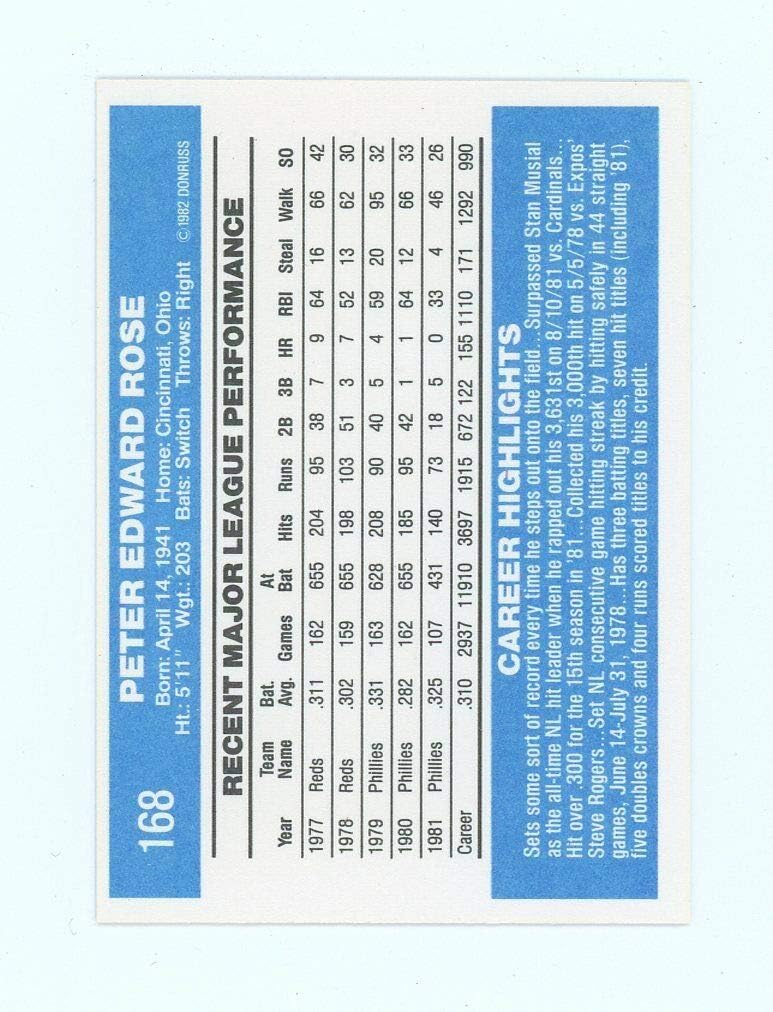 168
PETER EDWARD ROSE
Born: April 14, 1941 Home: Cincinnati, Ohio
Ht.: 5'11" Wgt.: 203 Bats: Switch Throws: Right ©1982 DONRUSS
RECENT MAJOR LEAGUE PERFORMANCE
Year Team Name Bat. Avg. Games At Bat Hits Runs 2B 3B HR RBI Steal Walk SO
1977 Reds .311 162 655 204 95 38 7 9 64 16 66 42
1978 Reds .302 159 655 198 103 51 3 7 52 13 62 30
1979 Phillies .331 163 628 208 90 40 5 4 59 20 95 32
1980 Phillies .282 162 655 185 95 42 1 1 64 12 66 33
1981 Phillies .325 107 431 140 73 18 5 0 33 4 46 26
Career .310 2937 11910 3697 1915 672 122 155 1110 171 1292 990
CAREER HIGHLIGHTS
Sets some sort of record every time he steps out onto the field...Surpassed Stan Musial
as the all-time NL hit leader when he rapped out his 3,631st on 8/10/81 vs. Cardinals...
Hit over .300 for the 15th season in '81...Collected his 3,000th hit on 5/5/78 vs. Expos'
Steve Rogers...Set NL consecutive game hitting streak by hitting safely in 44 straight
games, June 14-July 31, 1978...Has three batting titles, seven hit titles (including '81),
five doubles crowns and four runs scored titles to his credit.